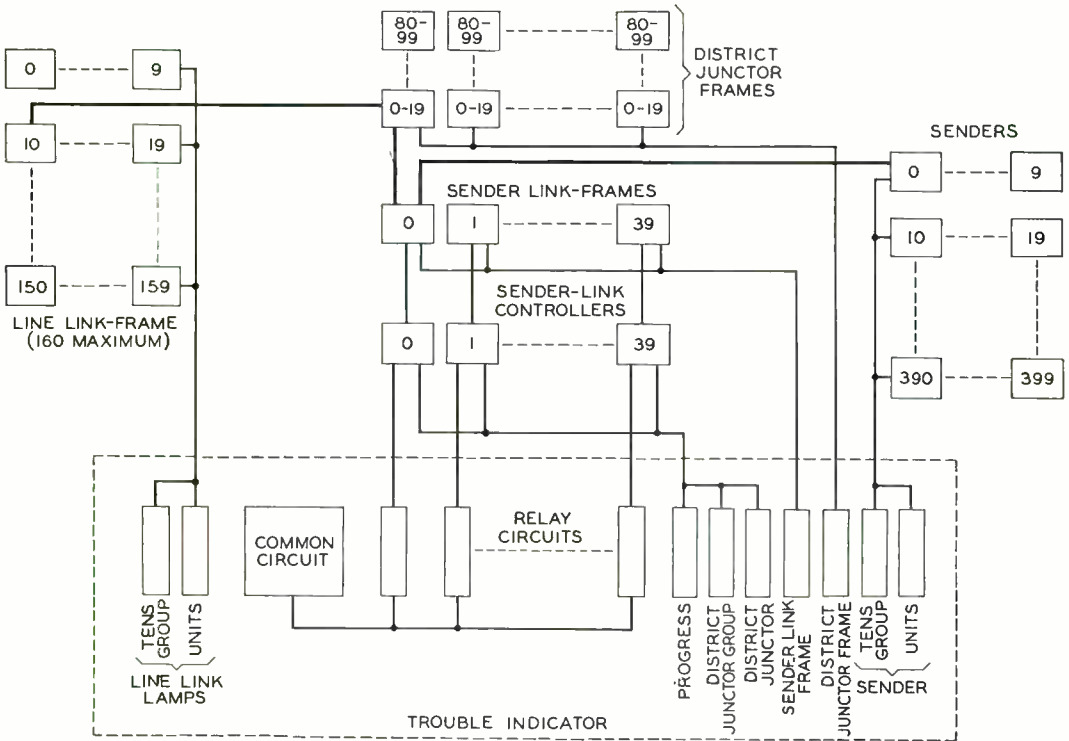 80-99
80-99
80-99
DISTRICT
JUNCTOR
FRAMES
0
9
0-19
0-19
0-19
10
19
SENDERS
0
9
SENDER LINK-FRAMES
0
1
39
10
19
150
159
SENDER-LINK
CONTROLLERS
LINE LINK-FRAME
(160 MAXIMUM)
0
1
39
390
399
COMMON
CIRCUIT
RELAY
CIRCUITS
TENS
GROUP
UNITS
LINE LINK
LAMPS
PROGRESS
DISTRICT
JUNCTOR GROUP
DISTRICT
JUNCTOR
SENDER LINK
FRAME
DISTRICT
JUNCTOR FRAME
TENS
GROUP
UNITS
SENDER
TROUBLE INDICATOR